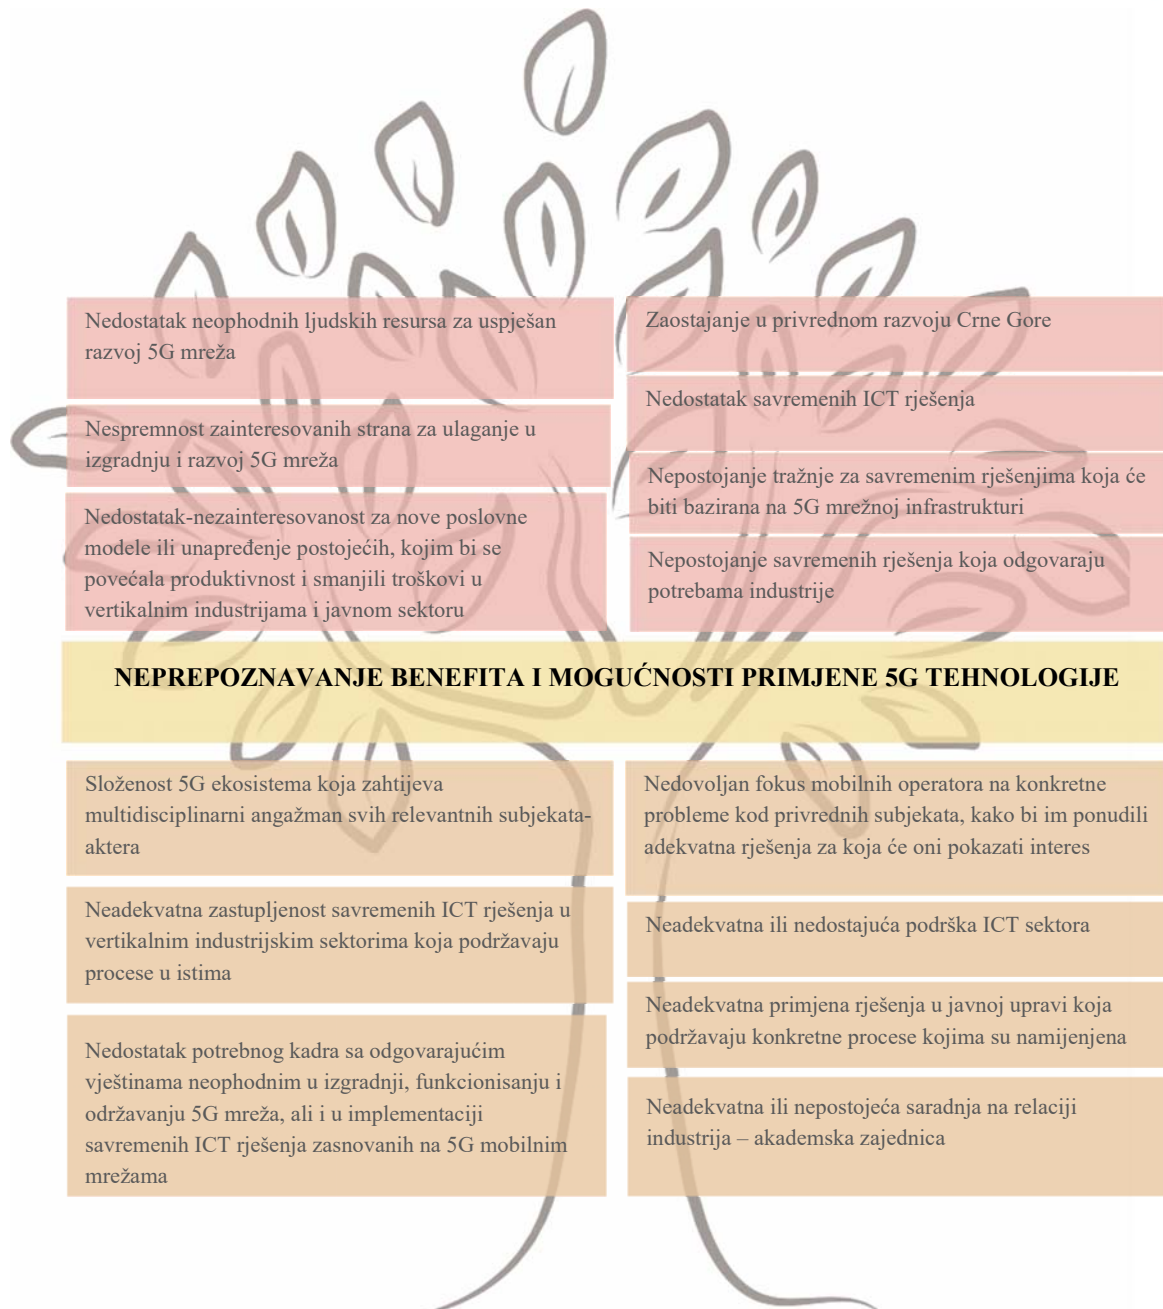 Nedostatak neophodnih ljudskih resursa za uspješan
razvoj 5G mreža
Nespremnost zainteresovanih strana za ulaganje u
izgradnju i razvoj 5G mreža
Nedostatak-nezainteresovanost za nove poslovne
modele ili unapređenje postojećih, kojim bi se
povećala produktivnost i smanjili troškovi u
vertikalnim industrijama i javnom sektoru
Zaostajanje u privrednom razvoju Crne Gore
Nedostatak savremenih ICT rješenja
Nepostojanje tražnje za savremenim rješenjima koja će
biti bazirana na 5G mrežnoj infrastrukturi
Nepostojanje savremenih rješenja koja odgovaraju
potrebama industrije
NEPREPOZNAVANJE BENEFITA I MOGUĆNOSTI PRIMJENE 5G TEHNOLOGIJE
Složenost 5G ekosistema koja zahtijeva
multidisciplinarni angažman svih relevantnih subjekata-
aktera
Neadekvatna zastupljenost savremenih ICT rješenja u
vertikalnim industrijskim sektorima koja podržavaju
procese u istima
Nedostatak potrebnog kadra sa odgovarajućim
vještinama neophodnim u izgradnji, funkcionisanju i
održavanju 5G mreža, ali i u implementaciji
savremenih ICT rješenja zasnovanih na 5G mobilnim
mrežama
Nedovoljan fokus mobilnih operatora na konkretne
probleme kod privrednih subjekata, kako bi im ponudili
adekvatna rješenja za koja će oni pokazati interes
Neadekvatna ili nedostajuća podrška ICT sektora
Neadekvatna primjena rješenja u javnoj upravi koja
podržavaju konkretne procese kojima su namijenjena
Neadekvatna ili nepostojeća saradnja na relaciji
industrija – akademska zajednica